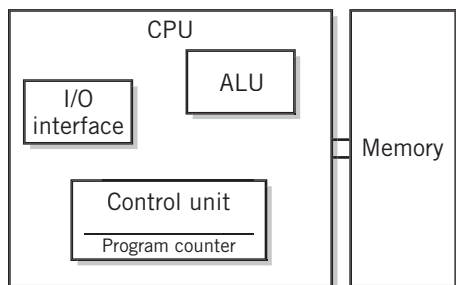 CPU
ALU
I/O
interface
Memory
Control unit
Program counter